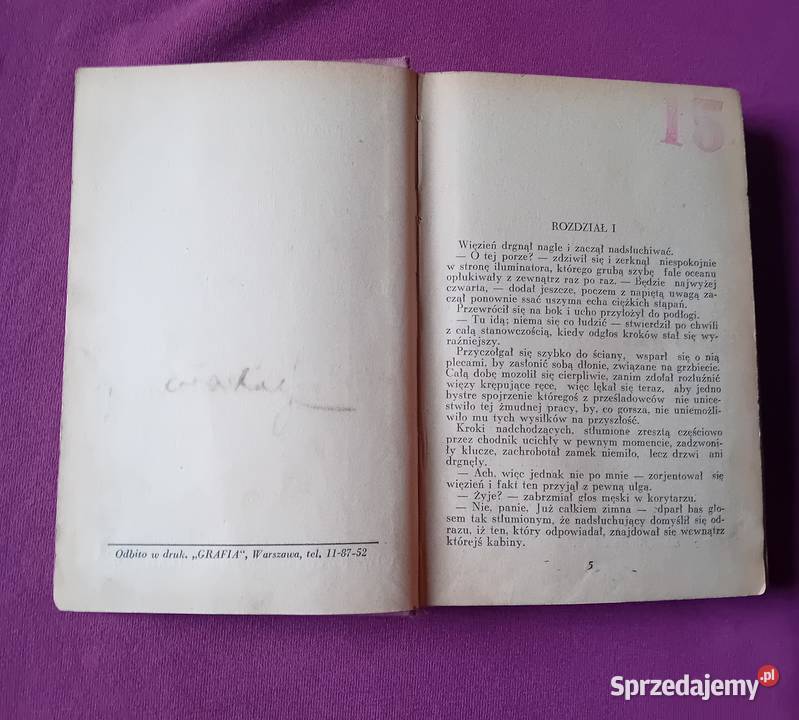 Odbito w druk. „GRAFIA“, Warszawa, tel. 11-87-52
15
ROZDZIAŁ I
Więzień drgnął nagle i zaczął nadsłuchiwać.
— O tej porze? — zdziwił się i zerknął niespokojnie
w stronę iluminatora, którego grubą szybę fale oceanu
opłukiwały z zewnątrz raz po raz. — Będzie najwyżej
czwarta, — dodał jeszcze, poczem z napiętą uwagą za-
czął ponownie ssać uszyma echa ciężkich stąpań.
Przewrócił się na bok i ucho przyłożył do podłogi.
— Tu idą; niema się co łudzić — stwierdził po chwili
z całą stanowczością, kiedy odgłos kroków stał się wy-
raźniejszy.
Przyczołgał się szybko do ściany, wsparł się o nią
plecami, by zasłonić sobą dłonie, związane na grzbiecie.
Całą dobę mozolił się cierpliwie, zanim zdołał rozluźnić
więzy krępujące ręce, więc lękał się teraz, aby jedno
bystre spojrzenie któregoś z prześladowców nie unice-
stwiło tej żmudnej pracy, by, co gorsza, nie uniemożli-
wiło mu tych wysiłków na przyszłość.
Kroki nadchodzących, stłumione zresztą częściowo
przez chodnik ucichły w pewnym momencie, zadzwoni-
ły klucze, zachrobotał zamek niemiło, lecz drzwi ani
drgnęły.
— Ach, więc jednak nie po mnie — zorjentował się
więzień i fakt ten przyjął z pewną ulgą.
— Żyje? — zabrzmiał głos męski w korytarzu.
— Nie, panie. Już całkiem zimna — odparł bas gło-
sem tak stłumionym, że nadsłuchujący domyślił się od-
razu, iż ten, który odpowiadał, znajdował się wewnątrz
którejś kabiny.
5
Sprzedajemy.pl